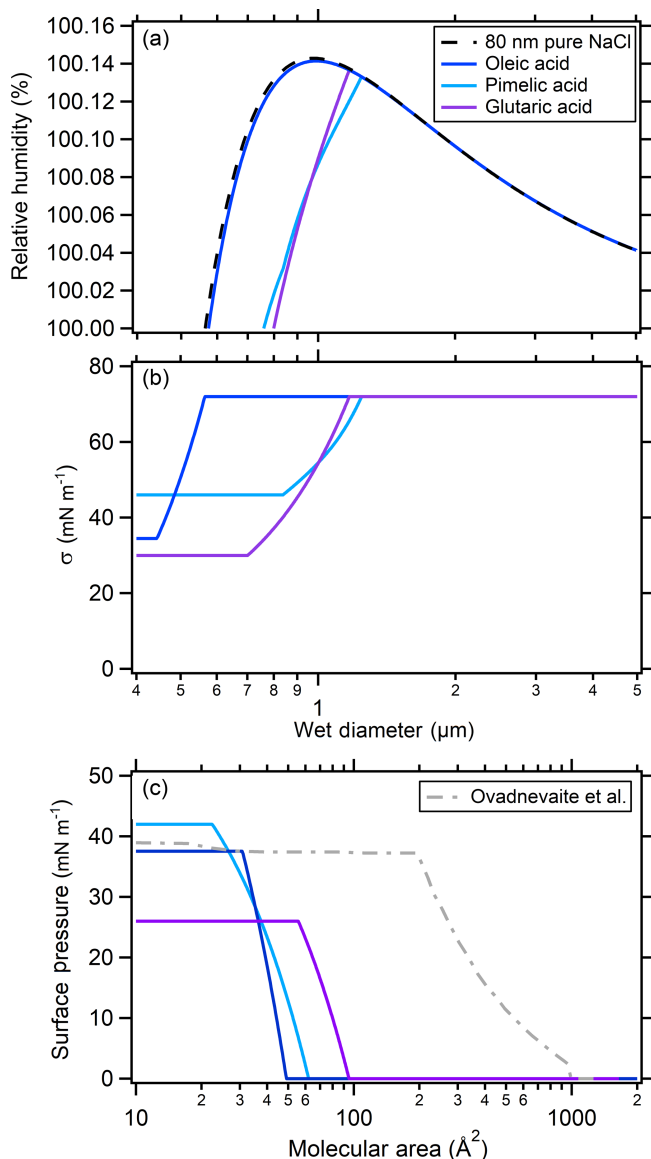 (a)
80 nm pure NaCl
Oleic acid
Pimelic acid
Glutaric acid
Relative humidity (%)
100.16
100.14
100.12
100.10
100.08
100.06
100.04
100.02
100.00
(b)
σ (mN m⁻¹)
80
60
40
20
0
4 5 6 7 8 9 1 2 3 4 5
Wet diameter (µm)
(c)
Ovadnevaite et al.
Surface pressure (mN m⁻¹)
50
40
30
20
10
0
10 2 3 4 5 6 100 2 3 4 5 6 1000 2
Molecular area (Å²)